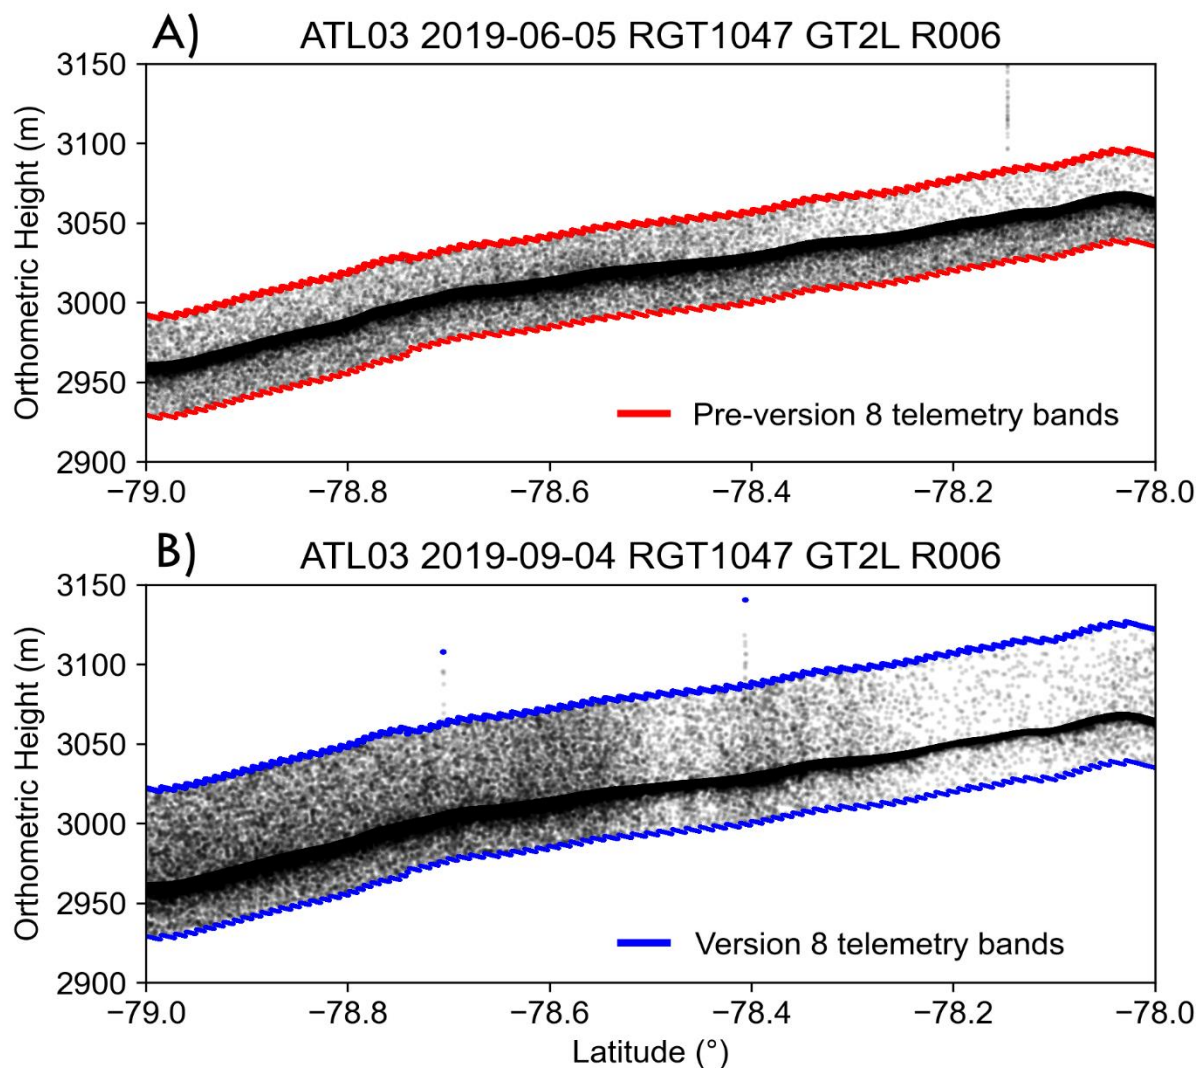 A) ATL03 2019-06-05 RGT1047 GT2L R006
3150
3100
3050
3000
2950
2900
Orthometric Height (m)
Pre-version 8 telemetry bands
−79.0 −78.8 −78.6 −78.4 −78.2 −78.0
B) ATL03 2019-09-04 RGT1047 GT2L R006
3150
3100
3050
3000
2950
2900
Orthometric Height (m)
Version 8 telemetry bands
−79.0 −78.8 −78.6 −78.4 −78.2 −78.0
Latitude (°)